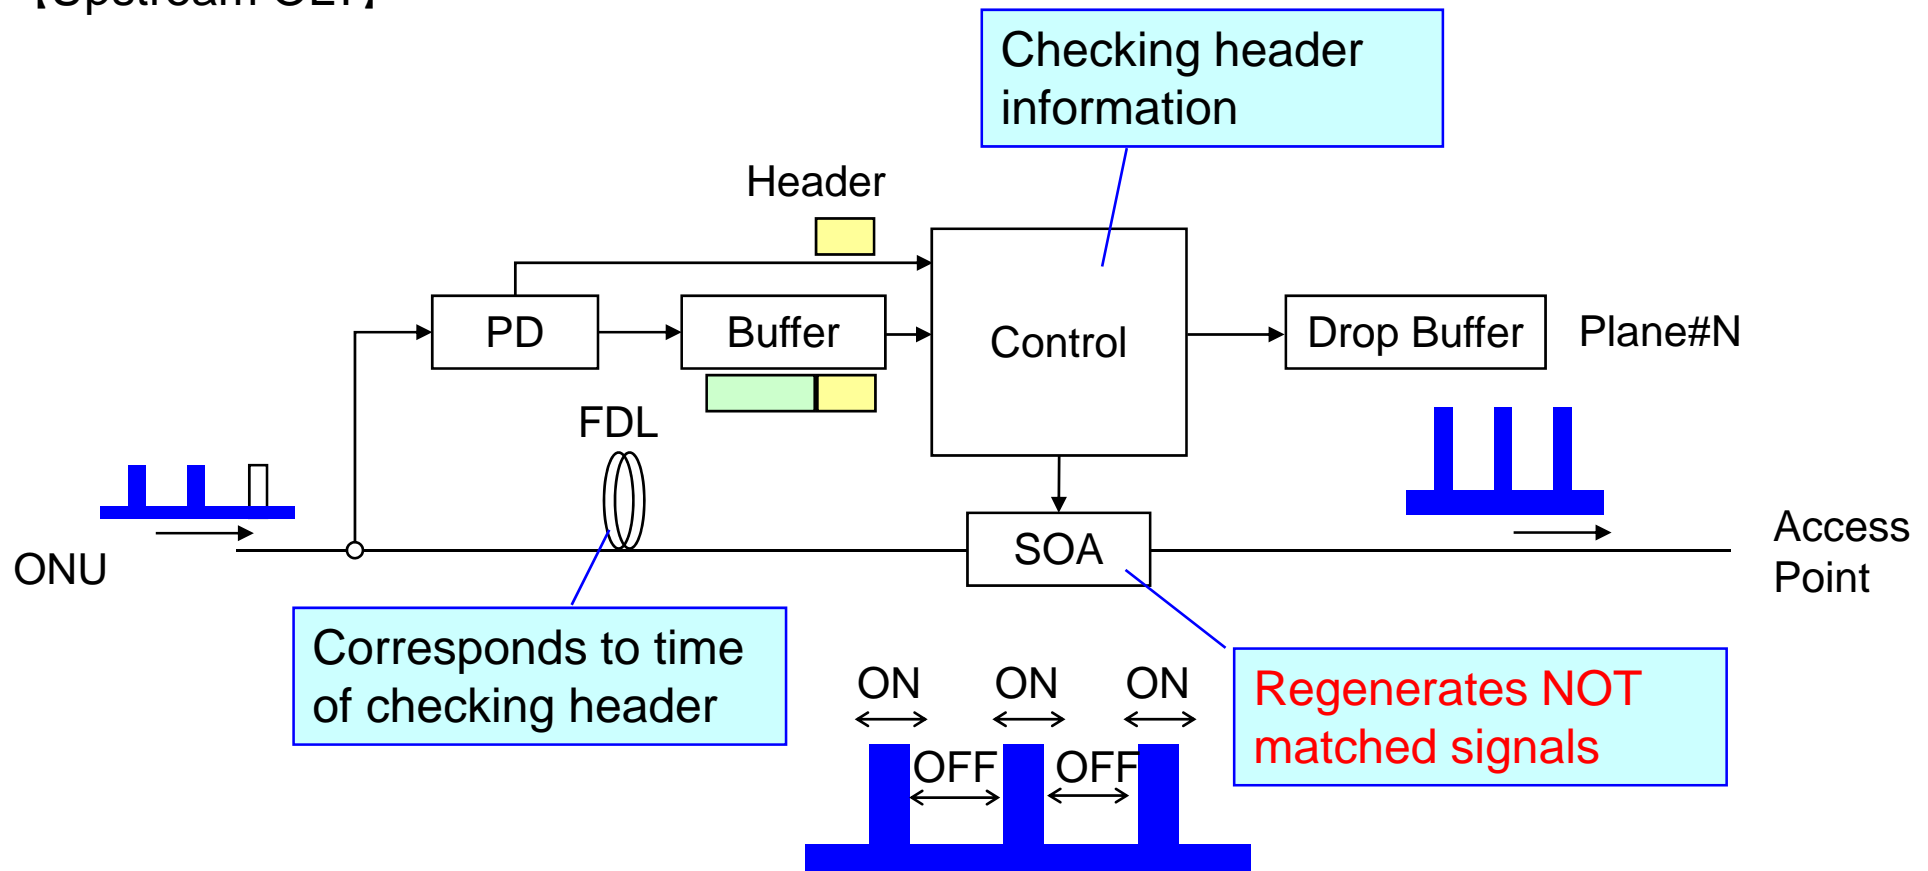 Checking header
information
Header
PD
Buffer
Control
Drop Buffer
Plane#N
FDL
ONU
SOA
Access
Point
Corresponds to time
of checking header
ON
ON
ON
OFF
OFF
Regenerates NOT
matched signals